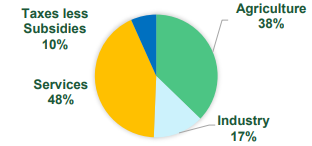 Taxes less
Subsidies
10%
Agriculture
38%
Services
48%
Industry
17%